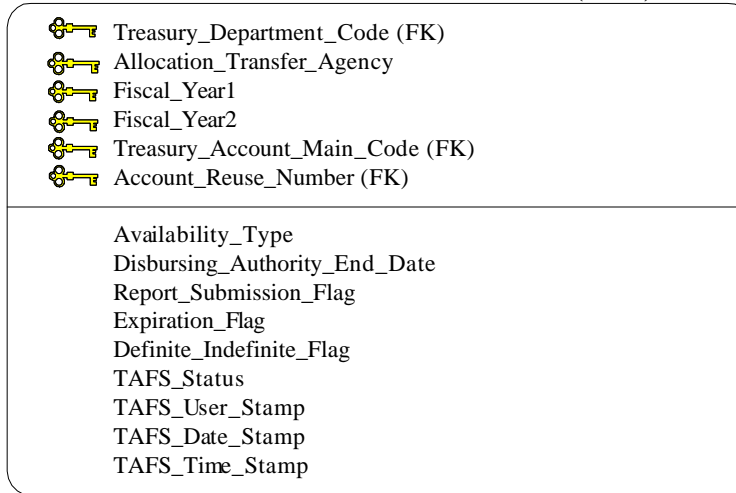 Treasury_Department_Code (FK)
Allocation_Transfer_Agency
Fiscal_Year1
Fiscal_Year2
Treasury_Account_Main_Code (FK)
Account_Reuse_Number (FK)
Availability_Type
Disbursing_Authority_End_Date
Report_Submission_Flag
Expiration_Flag
Definite_Indefinite_Flag
TAFS_Status
TAFS_User_Stamp
TAFS_Date_Stamp
TAFS_Time_Stamp